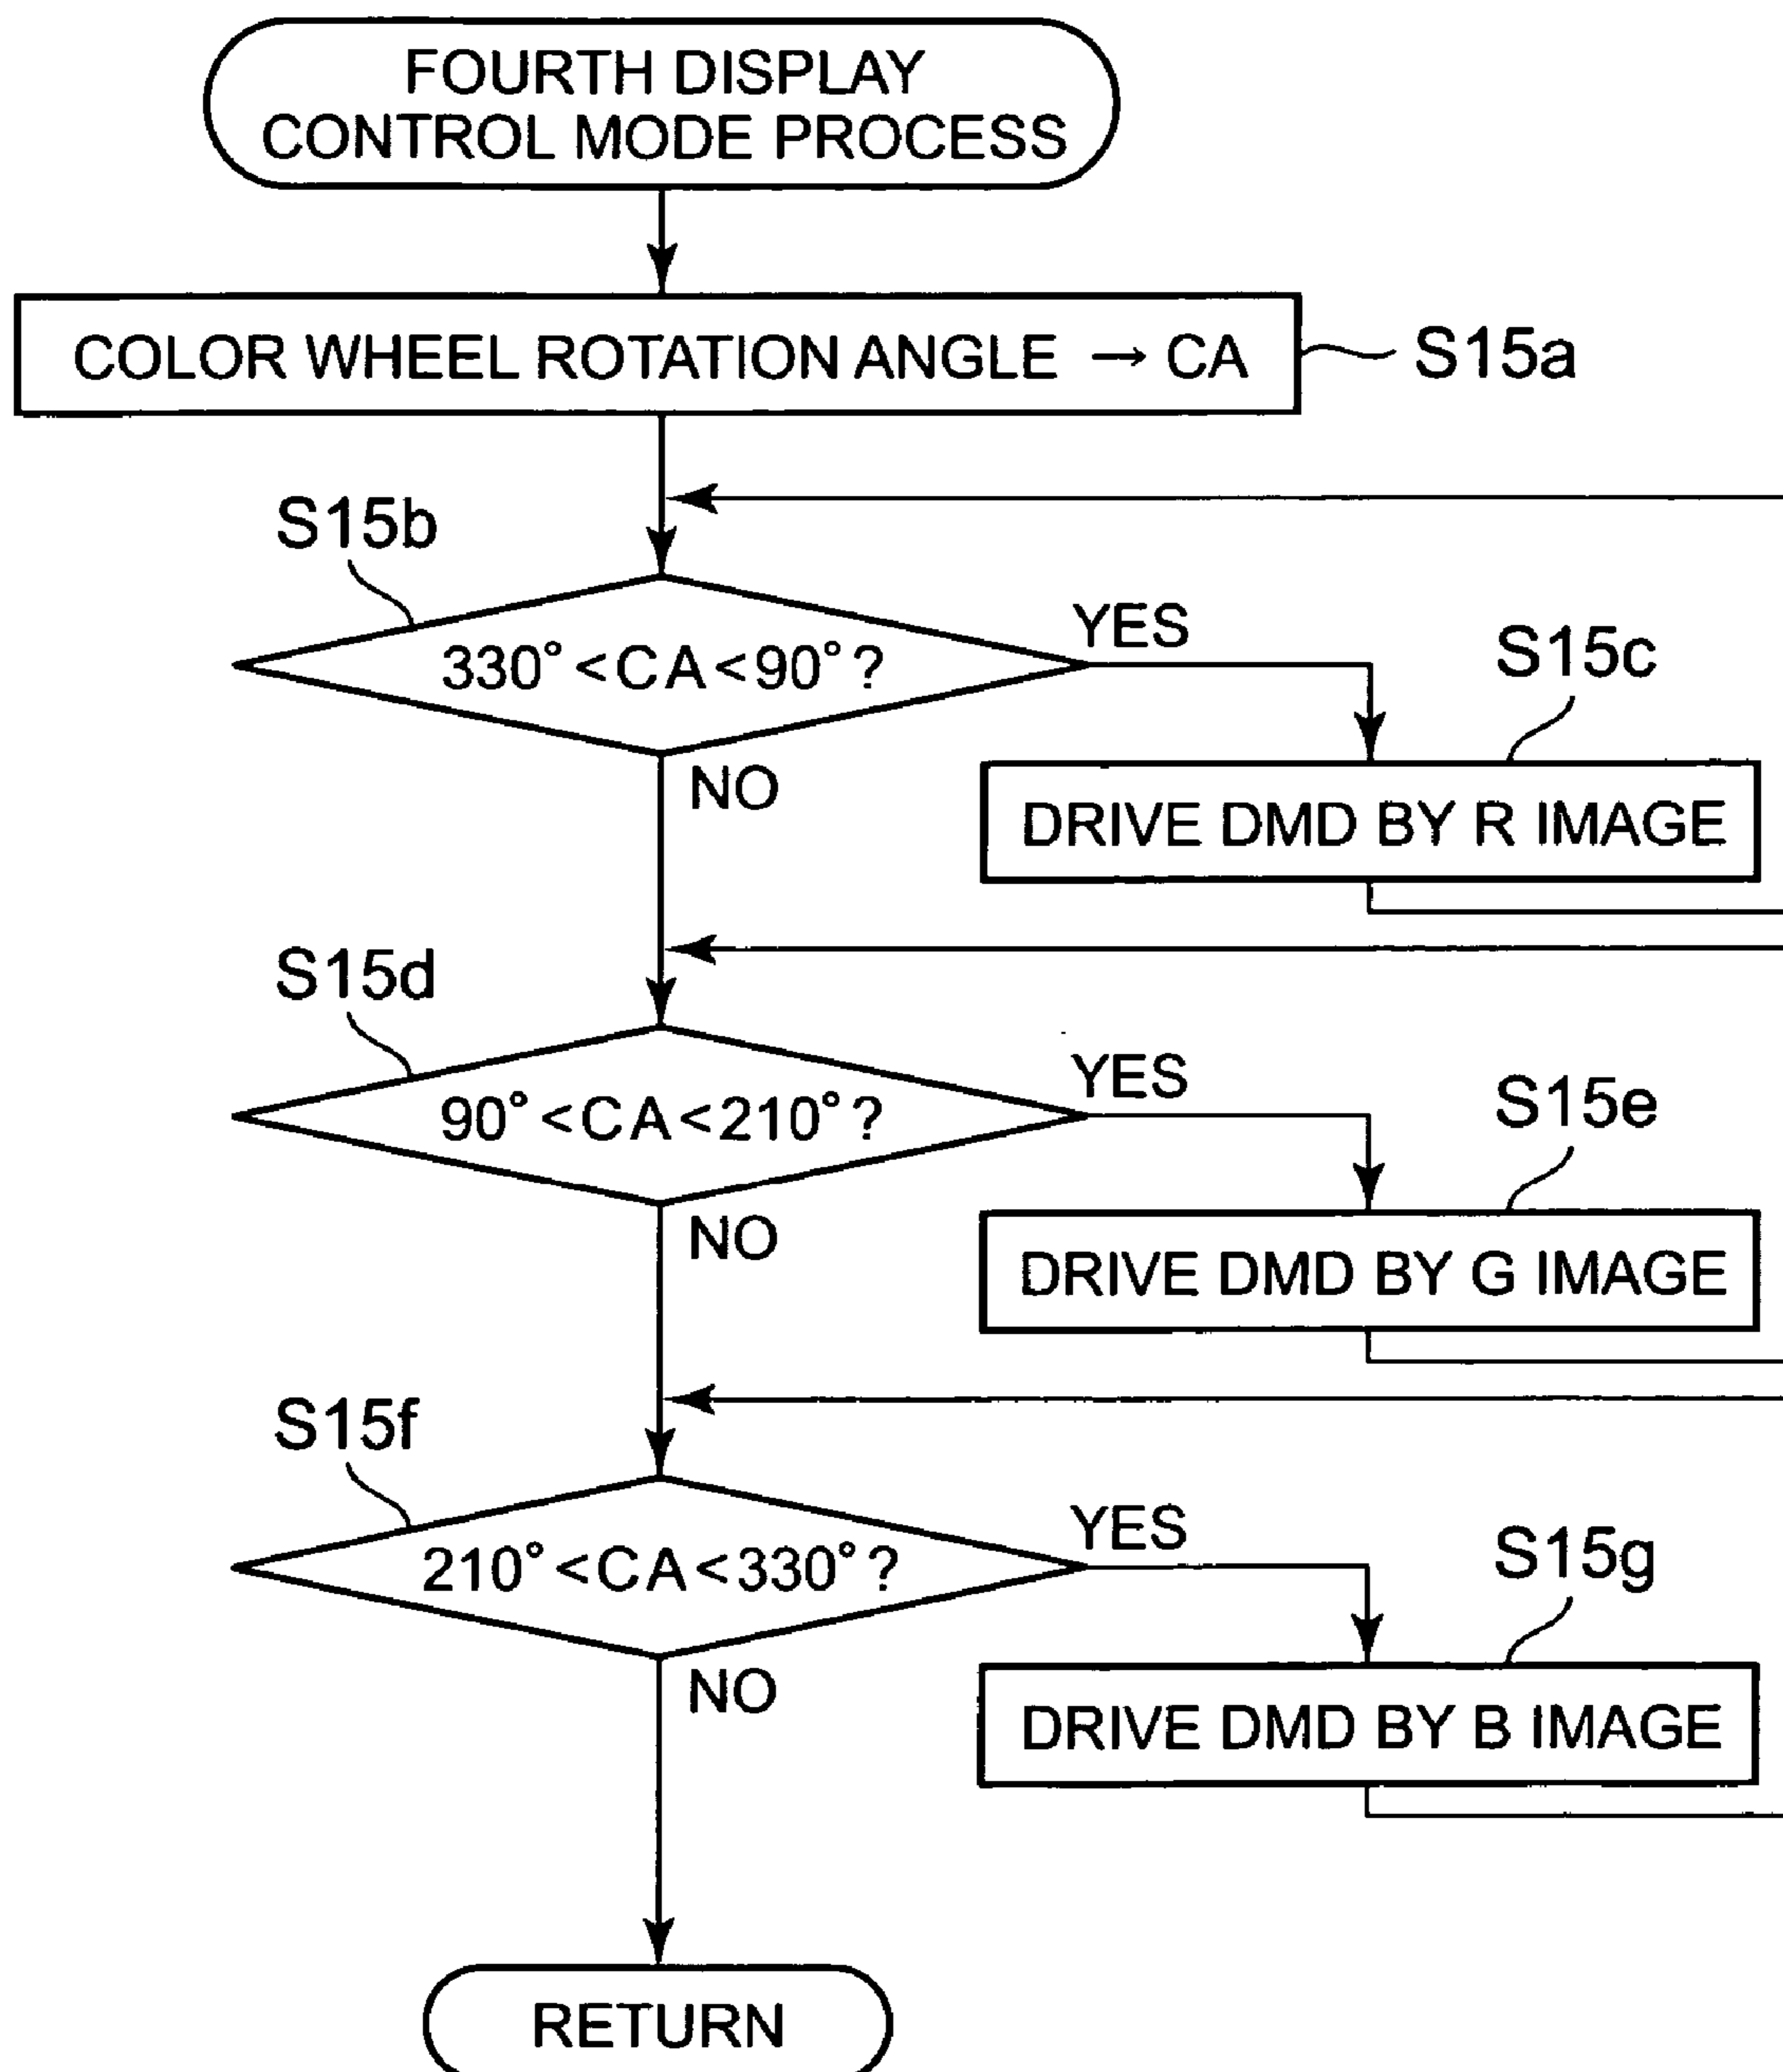 FOURTH DISPLAY
CONTROL MODE PROCESS
COLOR WHEEL ROTATION ANGLE → CA
S15a
S15b
330°<CA<90°?
YES
S15c
NO
DRIVE DMD BY R IMAGE
S15d
90°<CA<210°?
YES
S15e
NO
DRIVE DMD BY G IMAGE
S15f
210°<CA<330°?
YES
S15g
NO
DRIVE DMD BY B IMAGE
RETURN